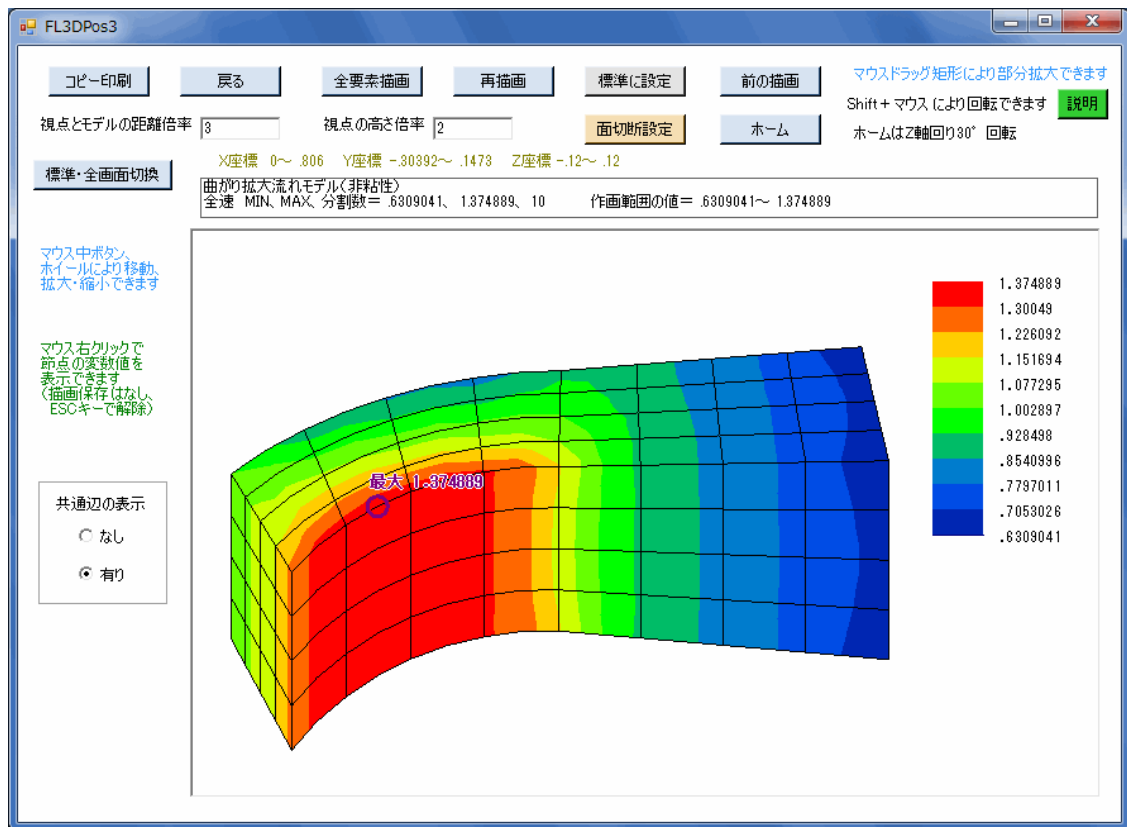 FL3DPos3
コピー印刷 戻る 全要素描画 再描画 標準に設定 前の描画
マウスドラッグ矩形により部分拡大できます
Shift+マウスにより回転できます 説明
視点とモデルの距離倍率 3 視点の高さ倍率 2 面切断設定 ホーム ホームはZ軸回り30° 回転
X座標 0～ .806 Y座標 -.30392～ .1473 Z座標 -.12～ .12
標準・全画面切換
曲がり拡大流れモデル(非粘性)
全速 MIN、MAX、分割数= .6309041、 1.374889、 10 作画範囲の値= .6309041～ 1.374889
マウス中ボタン、
ホイールにより移動、
拡大・縮小できます
マウス右クリックで
節点の変数値を
表示できます
(描画保存はなし、
ESCキーで解除)
共通辺の表示
なし
有り
最大 1.374889
1.374889
1.30049
1.226092
1.151694
1.077295
1.002897
.928498
.8540996
.7797011
.7053026
.6309041